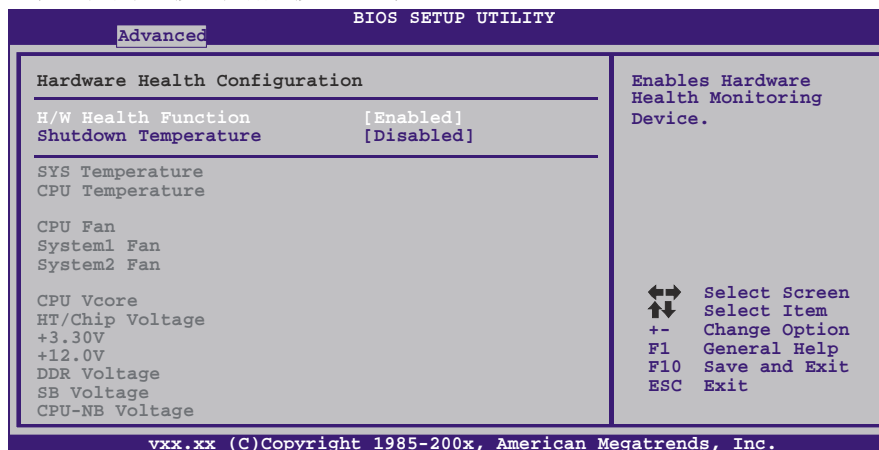 BIOS SETUP UTILITY
Advanced
Hardware Health Configuration
H/W Health Function [Enabled]
Shutdown Temperature [Disabled]
SYS Temperature
CPU Temperature
CPU Fan
System1 Fan
System2 Fan
CPU Vcore
HT/Chip Voltage
+3.30V
+12.0V
DDR Voltage
SB Voltage
CPU-NB Voltage
Enables Hardware
Health Monitoring
Device.
Select Screen
Select Item
+- Change Option
F1 General Help
F10 Save and Exit
ESC Exit
vxx.xx (C)Copyright 1985-200x, American Megatrends, Inc.